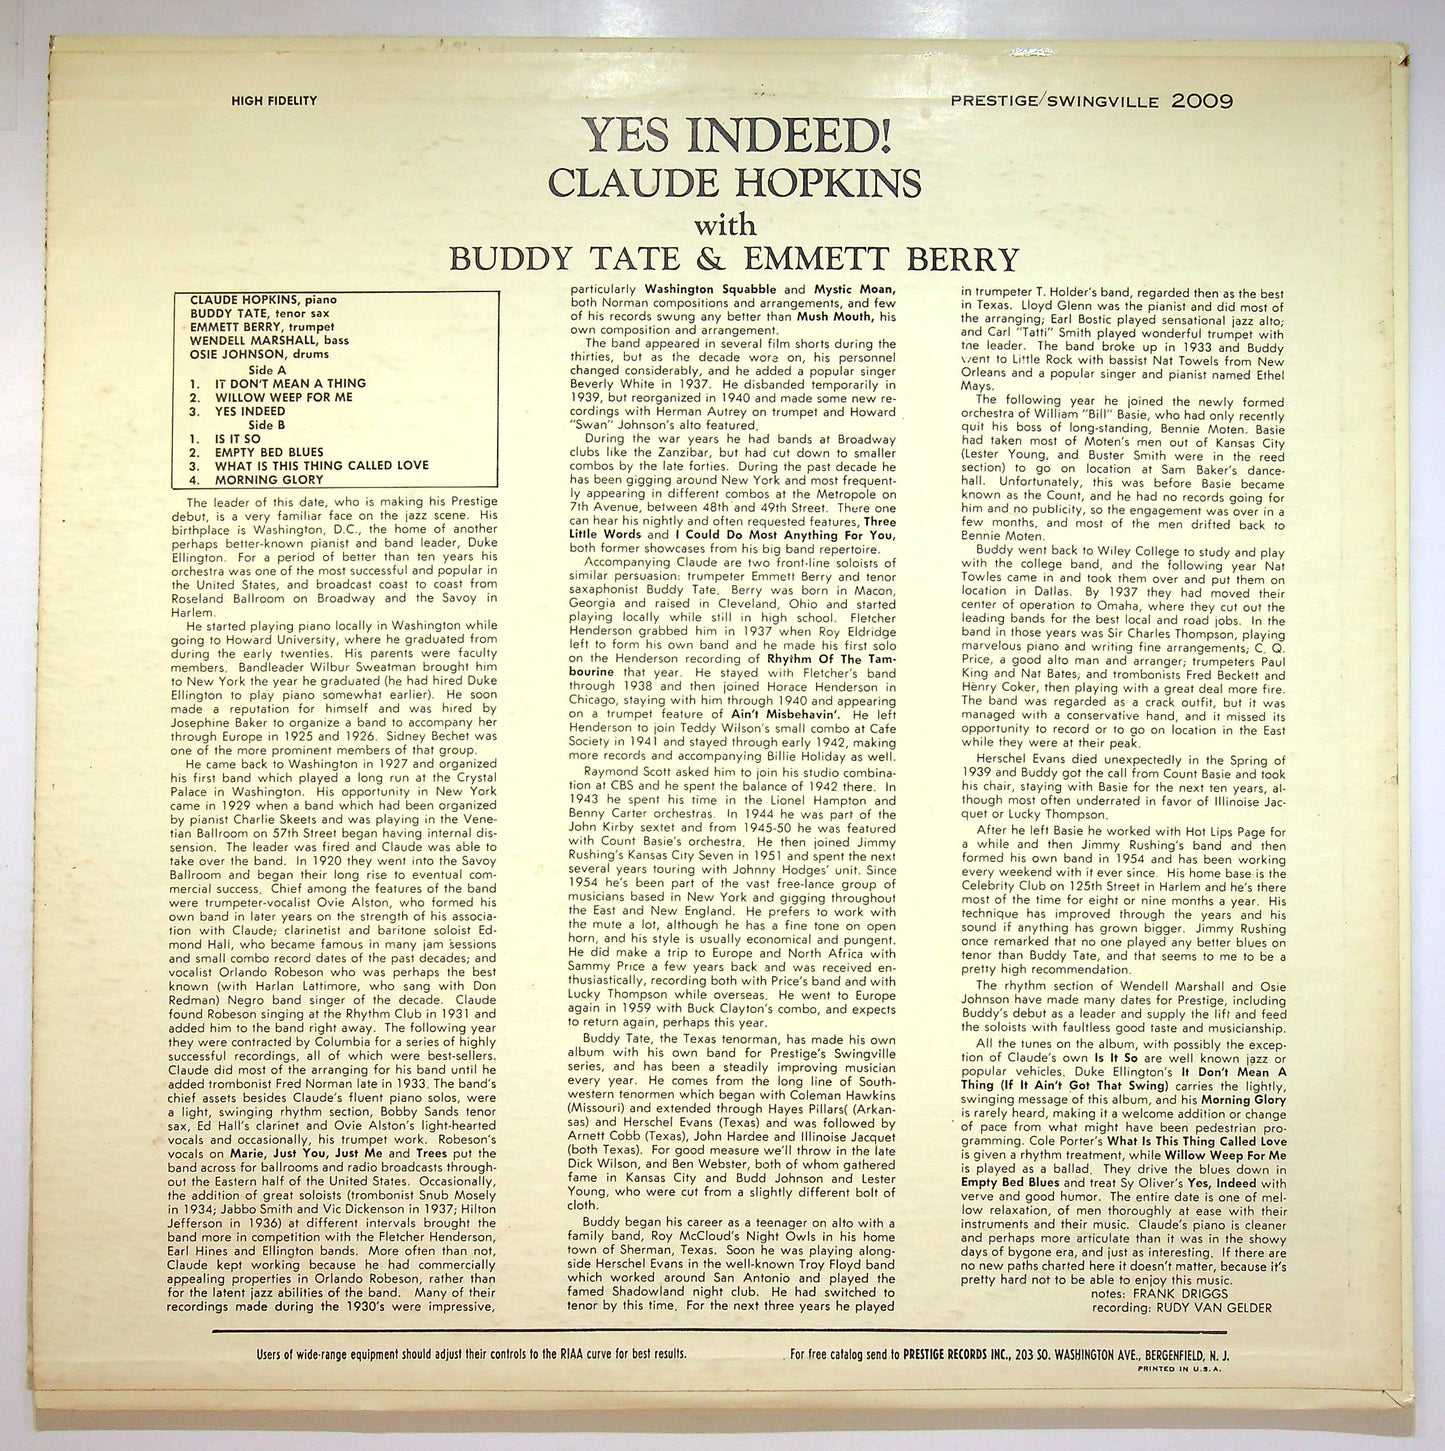 HIGH FIDELITY
PRESTIGE/SWINGVILLE 2009
YES INDEED!
CLAUDE HOPKINS
with
BUDDY TATE & EMMETT BERRY
CLAUDE HOPKINS, piano
BUDDY TATE, tenor sax
EMMETT BERRY, trumpet
WENDELL MARSHALL, bass
OSIE JOHNSON, drums
Side A
1. IT DON'T MEAN A THING
2. WILLOW WEEP FOR ME
3. YES INDEED
Side B
1. IS IT SO
2. EMPTY BED BLUES
3. WHAT IS THIS THING CALLED LOVE
4. MORNING GLORY
The leader of this date, who is making his Prestige
debut, is a very familiar face on the jazz scene. His
birthplace is Washington, D.C., the home of another
perhaps better-known pianist and band leader, Duke
Ellington. For a period of better than ten years his
orchestra was one of the most successful and popular in
the United States, and broadcast coast to coast from
Roseland Ballroom on Broadway and the Savoy in
Harlem.
He started playing piano locally in Washington while
going to Howard University, where he graduated from
during the early twenties. His parents were faculty
members. Bandleader Wilbur Sweatman brought him
to New York the year he graduated (he had hired Duke
Ellington to play piano somewhat earlier). He soon
made a reputation for himself and was hired by
Josephine Baker to organize a band to accompany her
through Europe in 1925 and 1926. Sidney Bechet was
one of the more prominent members of that group.
He came back to Washington in 1927 and organized
his first band which played a long run at the Crystal
Palace in Washington. His opportunity in New York
came in 1929 when a band which had been organized
by pianist Charlie Skeets and was playing in the Vene-
tian Ballroom on 57th Street began having internal dis-
sension. The leader was fired and Claude was able to
take over the band. In 1920 they went into the Savoy
Ballroom and began their long rise to eventual com-
mercial success. Chief among the features of the band
were trumpeter-vocalist Ovie Alston, who formed his
own band in later years on the strength of his associa-
tion with Claude; clarinetist and baritone soloist Ed-
mond Hall, who became famous in many jam sessions
and small combo record dates of the past decades; and
vocalist Orlando Robeson who was perhaps the best
known (with Harlan Lattimore, who sang with Don
Redman) Negro band singer of the decade. Claude
found Robeson singing at the Rhythm Club in 1931 and
added him to the band right away. The following year
they were contracted by Columbia for a series of highly
successful recordings, all of which were best-sellers.
Claude did most of the arranging for his band until he
added trombonist Fred Norman late in 1933. The band's
chief assets besides Claude's fluent piano solos, were
a light, swinging rhythm section, Bobby Sands tenor
sax, Ed Hall's clarinet and Ovie Alston's light-hearted
vocals and occasionally, his trumpet work. Robeson's
vocals on Marie, Just You, Just Me and Trees put the
band across for ballrooms and radio broadcasts through-
out the Eastern half of the United States. Occasionally,
the addition of great soloists (trombonist Snub Mosely
in 1934; Jabbo Smith and Vic Dickenson in 1937; Hilton
Jefferson in 1936) at different intervals brought the
band more in competition with the Fletcher Henderson,
Earl Hines and Ellington bands. More often than not,
Claude kept working because he had commercially
appealing properties in Orlando Robeson, rather than
for the latent jazz abilities of the band. Many of their
recordings made during the 1930's were impressive,
particularly Washington Squabble and Mystic Moan,
both Norman compositions and arrangements, and few
of his records swung any better than Mush Mouth, his
own composition and arrangement.
The band appeared in several film shorts during the
thirties, but as the decade wore on, his personnel
changed considerably, and he added a popular singer
Beverly White in 1937. He disbanded temporarily in
1939, but reorganized in 1940 and made some new re-
cordings with Herman Autrey on trumpet and Howard
"Swan" Johnson's alto featured.
During the war years he had bands at Broadway
clubs like the Zanzibar, but had cut down to smaller
combos by the late forties. During the past decade he
has been gigging around New York and most frequent-
ly appearing in different combos at the Metropole on
7th Avenue, between 48th and 49th Street. There one
can hear his nightly and often requested features, Three
Little Words and I Could Do Most Anything For You,
both former showcases from his big band repertoire.
Accompanying Claude are two front-line soloists of
similar persuasion: trumpeter Emmett Berry and tenor
saxophonist Buddy Tate. Berry was born in Macon,
Georgia and raised in Cleveland, Ohio and started
playing locally while still in high school. Fletcher
Henderson grabbed him in 1937 when Roy Eldridge
left to form his own band and he made his first solo
on the Henderson recording of Rhythm Of The Tam-
bourine that year. He stayed with Fletcher's band
through 1938 and then joined Horace Henderson in
Chicago, staying with him through 1940 and appearing
on a trumpet feature of Ain't Misbehavin'. He left
Henderson to join Teddy Wilson's small combo at Cafe
Society in 1941 and stayed through early 1942, making
more records and accompanying Billie Holiday as well.
Raymond Scott asked him to join his studio combina-
tion at CBS and he spent the balance of 1942 there. In
1943 he spent his time in the Lionel Hampton and
Benny Carter orchestras. In 1944 he was part of the
John Kirby sextet and from 1945-50 he was featured
with Count Basie's orchestra. He then joined Jimmy
Rushing's Kansas City Seven in 1951 and spent the next
several years touring with Johnny Hodges' unit. Since
1954 he's been part of the vast free-lance group of
musicians based in New York and gigging throughout
the East and New England. He prefers to work with
the mute a lot, although he has a fine tone on open
horn, and his style is usually economical and pungent.
He did make a trip to Europe and North Africa with
Sammy Price a few years back and was received en-
thusiastically, recording both with Price's band and with
Lucky Thompson while overseas. He went to Europe
again in 1959 with Buck Clayton's combo, and expects
to return again, perhaps this year.
Buddy Tate, the Texas tenorman, has made his own
album with his own band for Prestige's Swingville
series, and has been a steadily improving musician
every year. He comes from the long line of South-
western tenormen which began with Coleman Hawkins
(Missouri) and extended through Hayes Pillars( (Arkan-
sas) and Herschel Evans (Texas) and was followed by
Arnett Cobb (Texas), John Hardee and Illinoise Jacquet
(both Texas). For good measure we'll throw in the late
Dick Wilson, and Ben Webster, both of whom gathered
fame in Kansas City and Budd Johnson and Lester
Young, who were cut from a slightly different bolt of
cloth.
Buddy began his career as a teenager on alto with a
family band, Roy McCloud's Night Owls in his home
town of Sherman, Texas. Soon he was playing along-
side Herschel Evans in the well-known Troy Floyd band
which worked around San Antonio and played the
famed Shadowland night club. He had switched to
tenor by this time. For the next three years he played
in trumpeter T. Holder's band, regarded then as the best
in Texas. Lloyd Glenn was the pianist and did most of
the arranging; Earl Bostic played sensational jazz alto;
and Carl "Tatti" Smith played wonderful trumpet with
the leader. The band broke up in 1933 and Buddy
went to Little Rock with bassist Nat Towels from New
Orleans and a popular singer and pianist named Ethel
Mays.
The following year he joined the newly formed
orchestra of William "Bill" Basie, who had only recently
quit his boss of long-standing, Bennie Moten. Basie
had taken most of Moten's men out of Kansas City
(Lester Young, and Buster Smith were in the reed
section) to go on location at Sam Baker's dance-
hall. Unfortunately, this was before Basie became
known as the Count, and he had no records going for
him and no publicity, so the engagement was over in a
few months, and most of the men drifted back to
Bennie Moten.
Buddy went back to Wiley College to study and play
with the college band, and the following year Nat
Towles came in and took them over and put them on
location in Dallas. By 1937 they had moved their
center of operation to Omaha, where they cut out the
leading bands for the best local and road jobs. In the
band in those years was Sir Charles Thompson, playing
marvelous piano and writing fine arrangements; C. Q.
Price, a good alto man and arranger; trumpeters Paul
King and Nat Bates; and trombonists Fred Beckett and
Henry Coker, then playing with a great deal more fire.
The band was regarded as a crack outfit, but it was
managed with a conservative hand, and it missed its
opportunity to record or to go on location in the East
while they were at their peak.
Herschel Evans died unexpectedly in the Spring of
1939 and Buddy got the call from Count Basie and took
his chair, staying with Basie for the next ten years, al-
though most often underrated in favor of Illinoise Jac-
quet or Lucky Thompson.
After he left Basie he worked with Hot Lips Page for
a while and then Jimmy Rushing's band and then
formed his own band in 1954 and has been working
every weekend with it ever since. His home base is the
Celebrity Club on 125th Street in Harlem and he's there
most of the time for eight or nine months a year. His
technique has improved through the years and his
sound if anything has grown bigger. Jimmy Rushing
once remarked that no one played any better blues on
tenor than Buddy Tate, and that seems to me to be a
pretty high recommendation.
The rhythm section of Wendell Marshall and Osie
Johnson have made many dates for Prestige, including
Buddy's debut as a leader and supply the lift and feed
the soloists with faultless good taste and musicianship.
All the tunes on the album, with possibly the excep-
tion of Claude's own Is It So are well known jazz or
popular vehicles. Duke Ellington's It Don't Mean A
Thing (If It Ain't Got That Swing) carries the lightly,
swinging message of this album, and his Morning Glory
is rarely heard, making it a welcome addition or change
of pace from what might have been pedestrian pro-
gramming. Cole Porter's What Is This Thing Called Love
is given a rhythm treatment, while Willow Weep For Me
is played as a ballad. They drive the blues down in
Empty Bed Blues and treat Sy Oliver's Yes, Indeed with
verve and good humor. The entire date is one of mel-
low relaxation, of men thoroughly at ease with their
instruments and their music. Claude's piano is cleaner
and perhaps more articulate than it was in the showy
days of bygone era, and just as interesting. If there are
no new paths charted here it doesn't matter, because it's
pretty hard not to be able to enjoy this music.
notes: FRANK DRIGGS
recording: RUDY VAN GELDER
Users of wide-range equipment should adjust their controls to the RIAA curve for best results.
For free catalog send to PRESTIGE RECORDS INC., 203 SO. WASHINGTON AVE., BERGENFIELD, N. J.
PRINTED IN U.S.A.